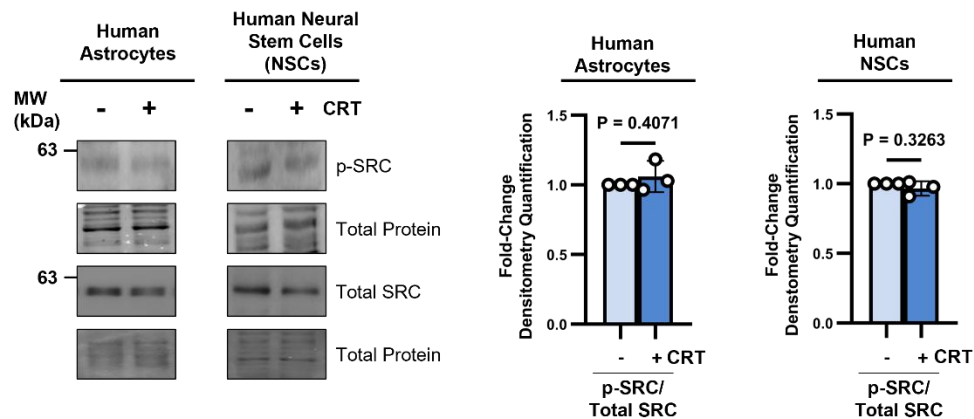 Human
Astrocytes
Human Neural
Stem Cells
(NSCs)
MW
(kDa)
- + - + CRT
63
p-SRC
Total Protein
63
Total SRC
Total Protein
Human
Astrocytes
Fold-Change
Densitometry Quantification
1.5
1.0
0.5
0.0
P = 0.4071
- + CRT
p-SRC/
Total SRC
Human
NSCs
Fold-Change
Denstometry Quantification
1.5
1.0
0.5
0.0
P = 0.3263
- + CRT
p-SRC/
Total SRC